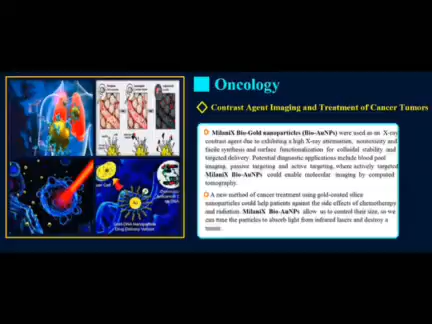 Oncology
Contrast Agent Imaging and Treatment of Cancer Tumors
MilaniX Bio-Gold nanoparticles (Bio-AuNPs) were used as an X-ray
contrast agent due to exhibiting a high X-ray attenuation, nontoxicity and
facile synthesis and surface functionalization for colloidal stability and
targeted delivery. Potential diagnostic applications include blood pool
imaging, passive targeting and active targeting, where actively targeted
MilaniX Bio-AuNPs could enable molecular imaging by computed
tomography.
A new method of cancer treatment using gold-coated silica
nanoparticles could help patients against the side effects of chemotherapy
and radiation. MilaniX Bio-AuNPs allow us to control their size, so we
can tune the particles to absorb light from infrared lasers and destroy a
tumor.
Au
Drug Delivery Vehicle